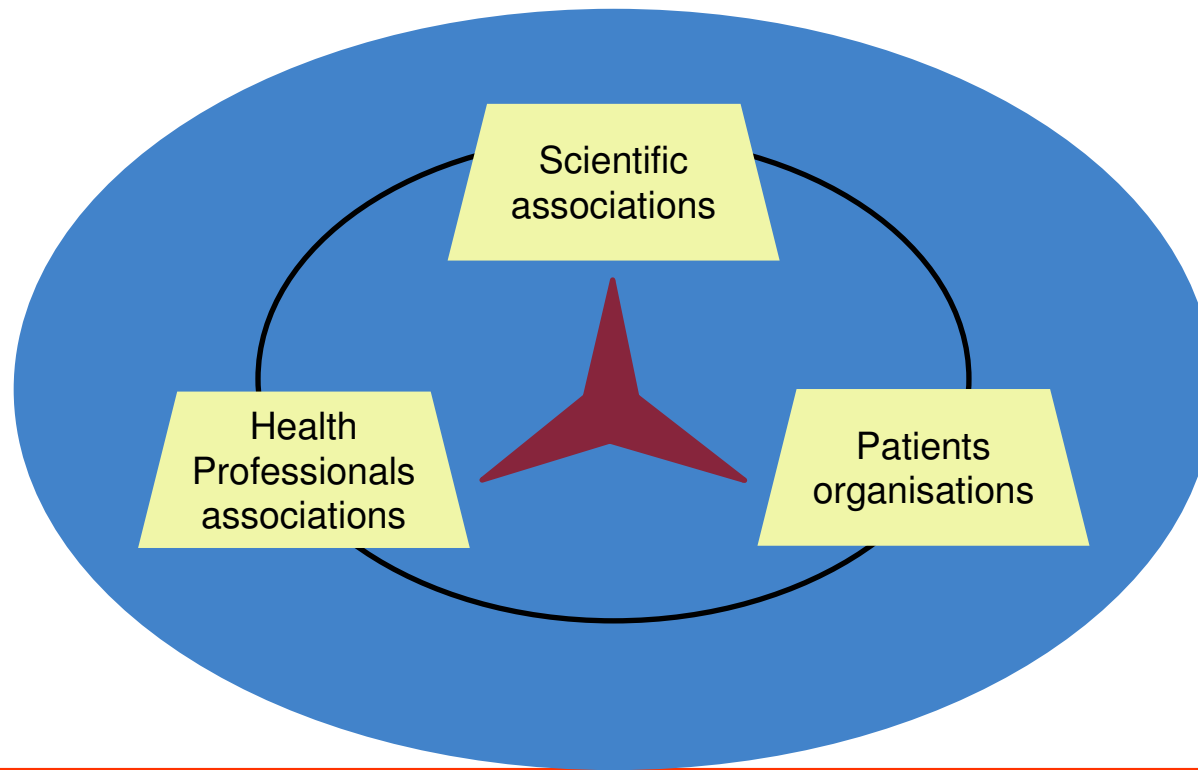 Scientific
associations
Health
Professionals
associations
Patients
organisations